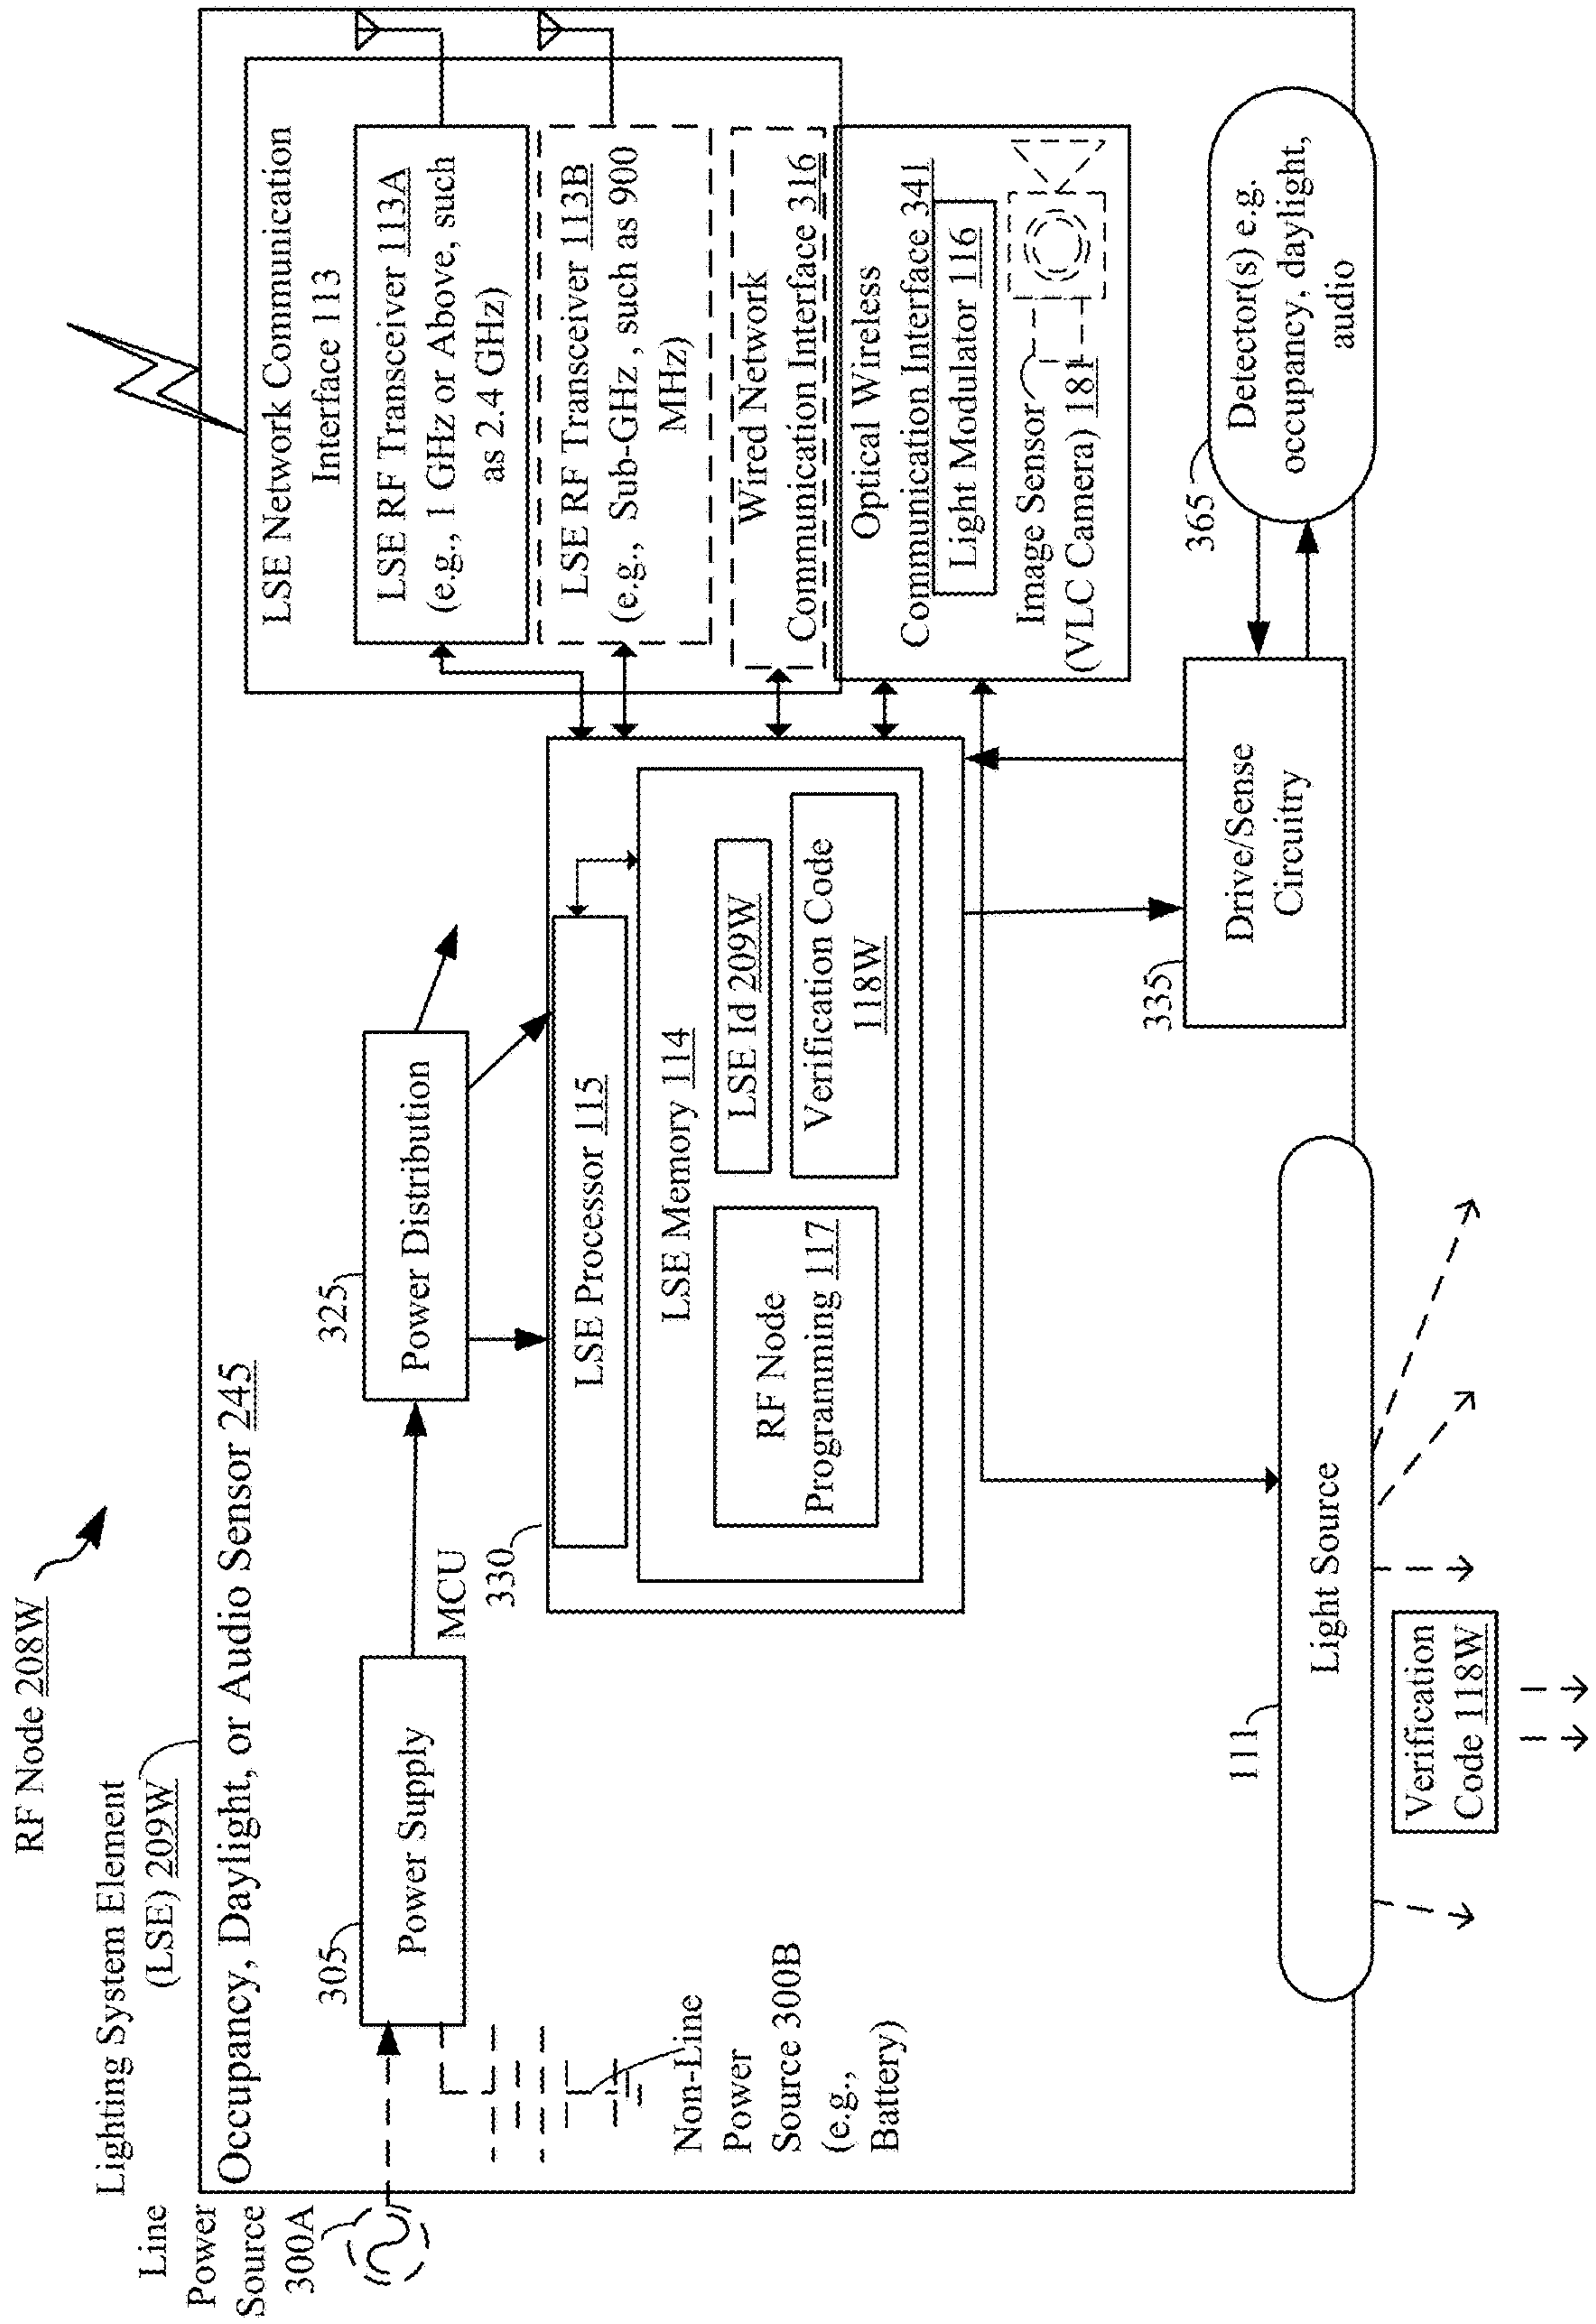 RF Node 208W
Lighting System Element
(LSE) 209W
Line
Power
Source
300A
Occupancy, Daylight, or Audio Sensor 245
305
Power Supply
Non-Line
Power
Source 300B
(e.g.,
Battery)
325
Power Distribution
MCU
330
LSE Processor 115
LSE Memory 114
RF Node
Programming 117
LSE Id 209W
Verification Code
118W
LSE Network Communication
Interface 113
LSE RF Transceiver 113A
(e.g., 1 GHz or Above, such
as 2.4 GHz)
LSE RF Transceiver 113B
(e.g., Sub-GHz , such as 900
MHz)
Wired Network
Communication Interface 316
Optical Wireless
Communication Interface 341
Light Modulator 116
Image Sensor
(VLC Camera) 181
335
Drive/Sense
Circuitry
365
Detector(s) e.g.
occupancy, daylight,
audio
111
Light Source
Verification
Code 118W